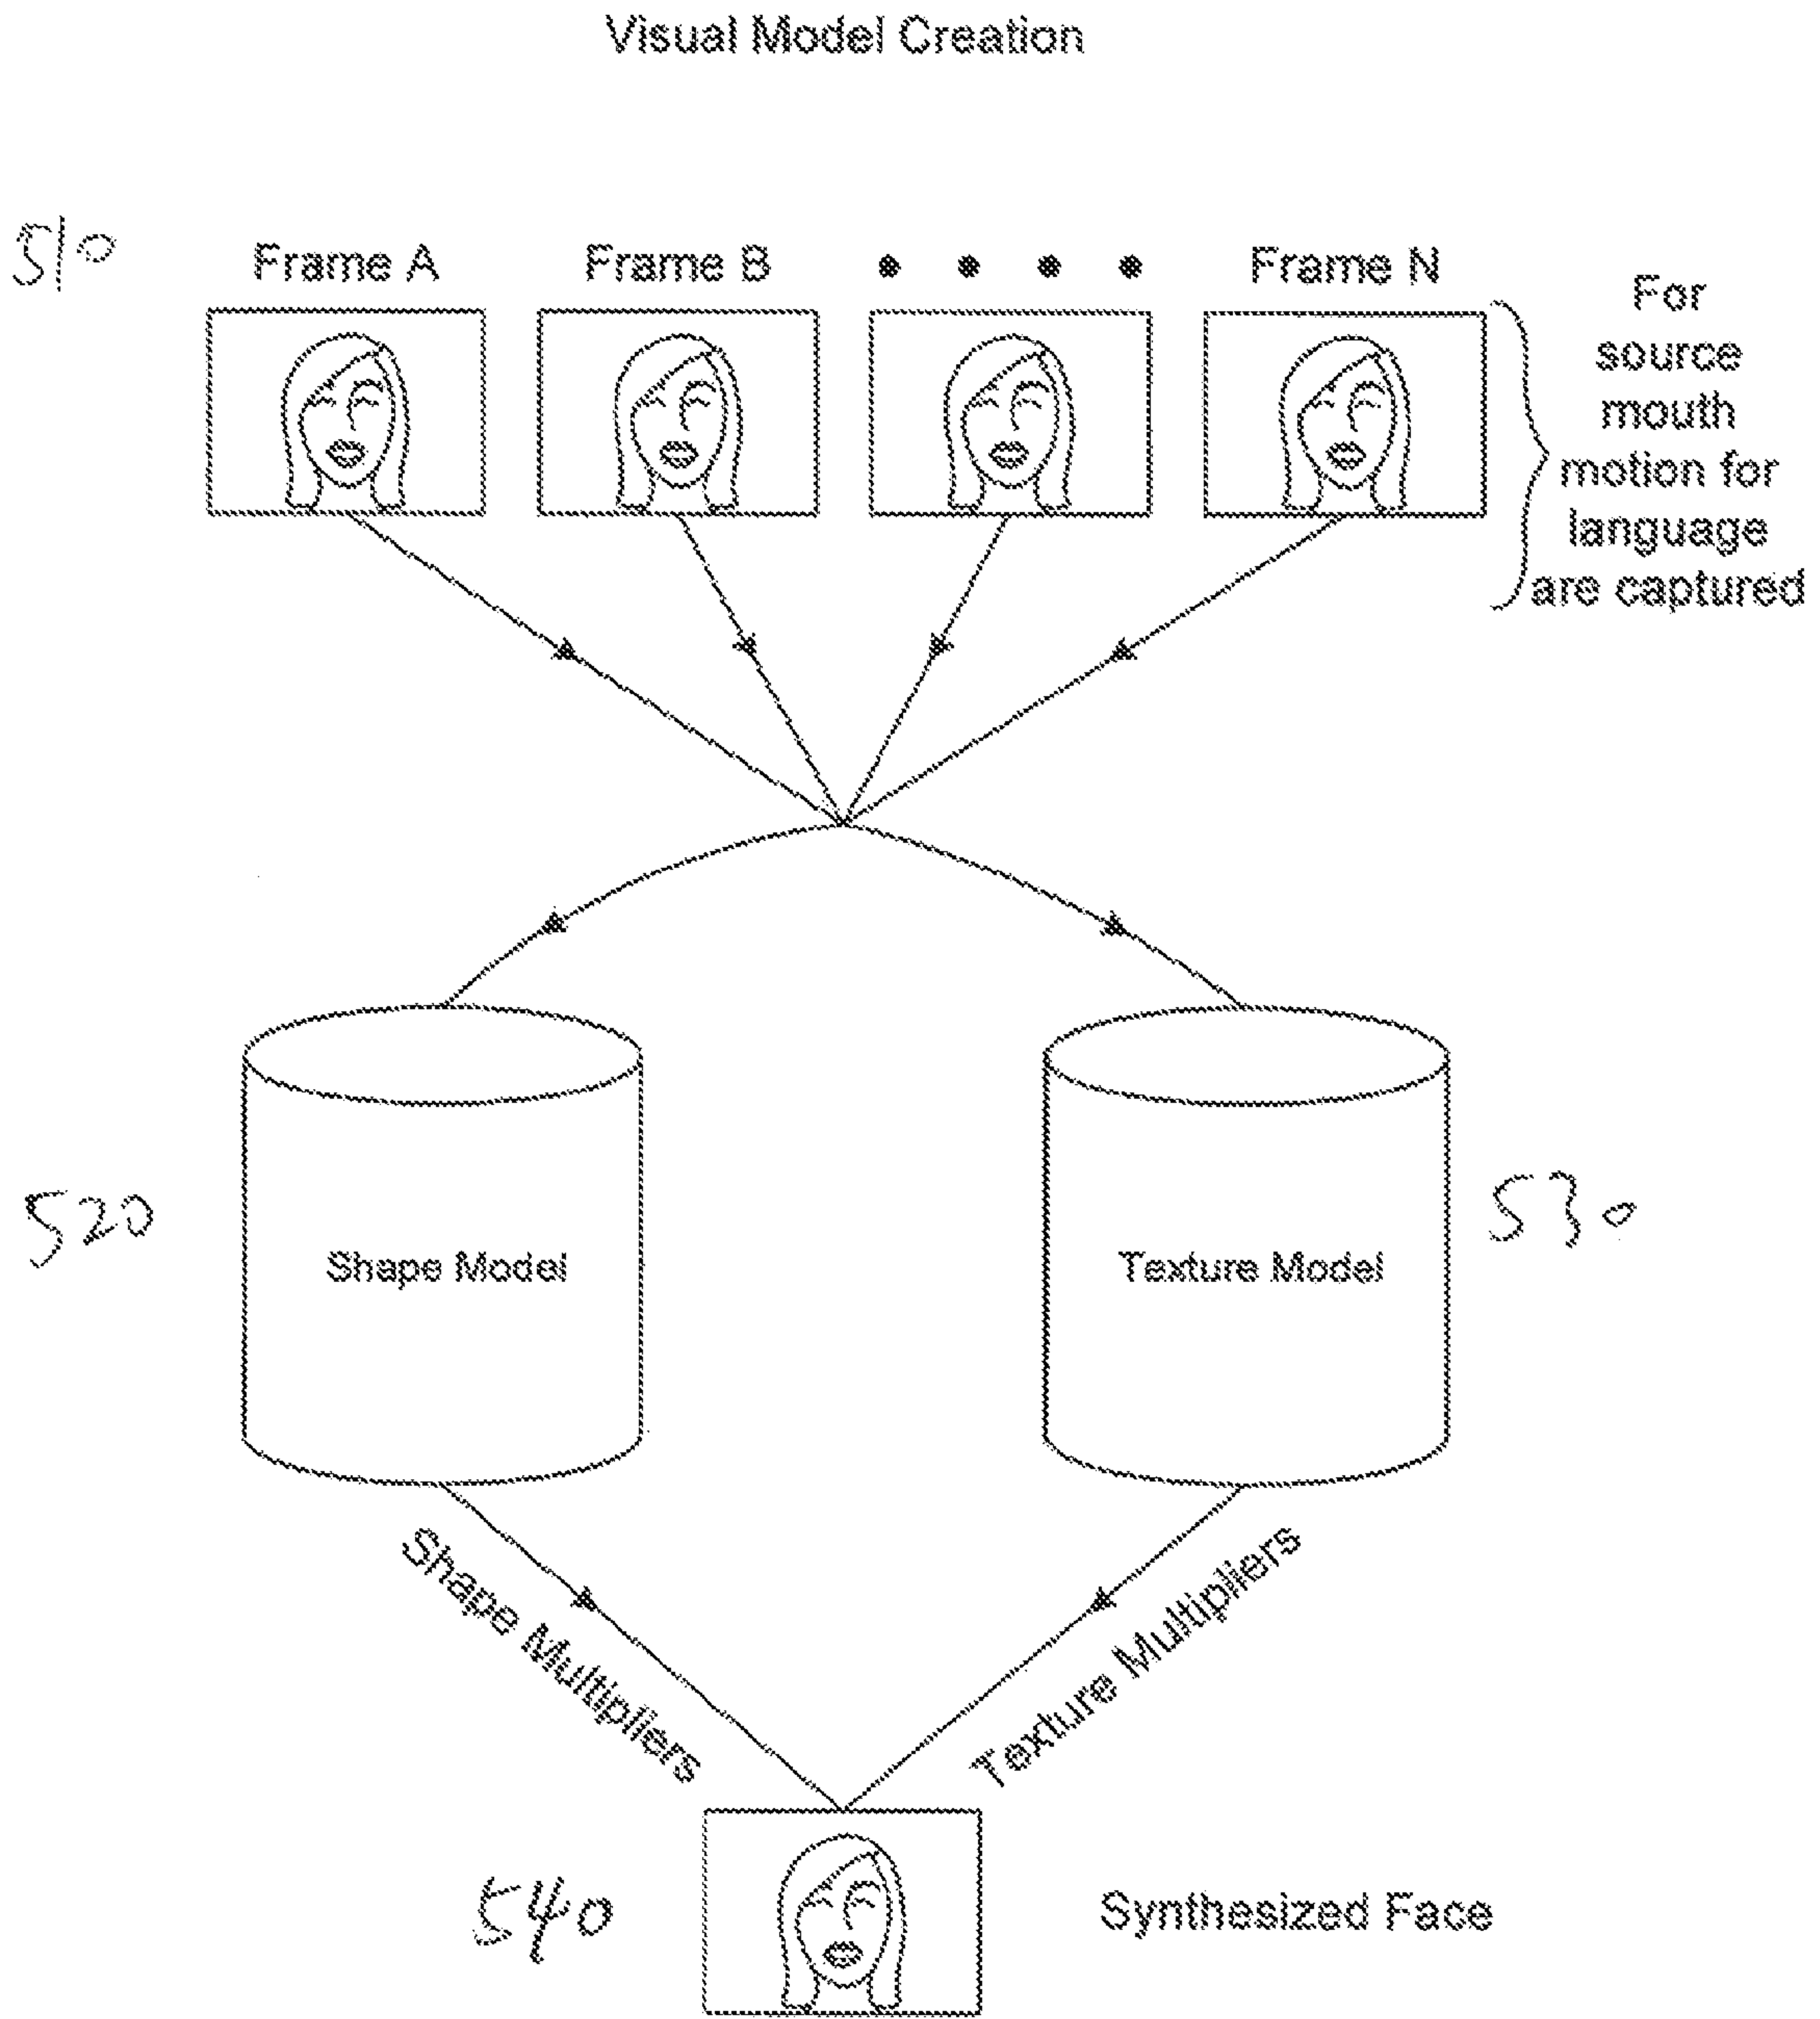 Visual Model Creation
510
Frame A
Frame B
• • • •
Frame N
For
source
mouth
motion for
language
are captured
520
Shape Model
Texture Model
530
Shape Multipliers
Texture Multipliers
540
Synthesized Face